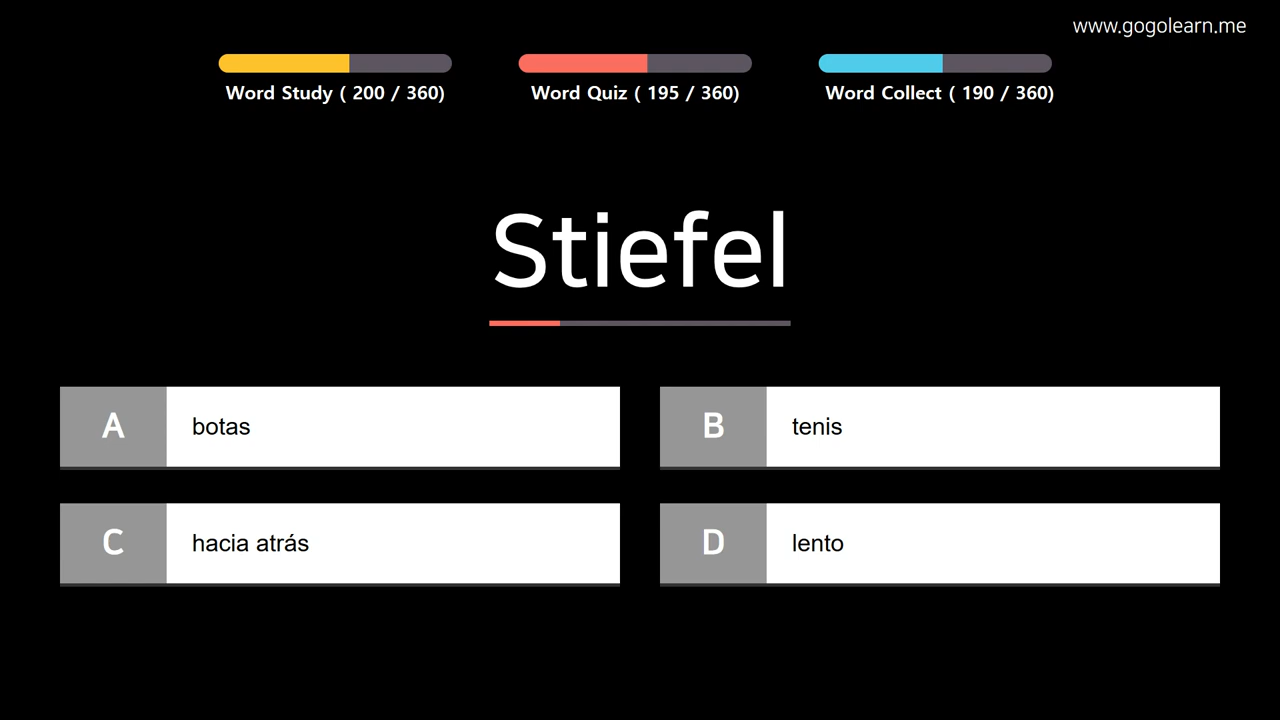 www.gogolearn.me
Word Study ( 200 / 360)
Word Quiz ( 195 / 360)
Word Collect ( 190 / 360)
Stiefel
A botas
B tenis
C hacia atrás
D lento